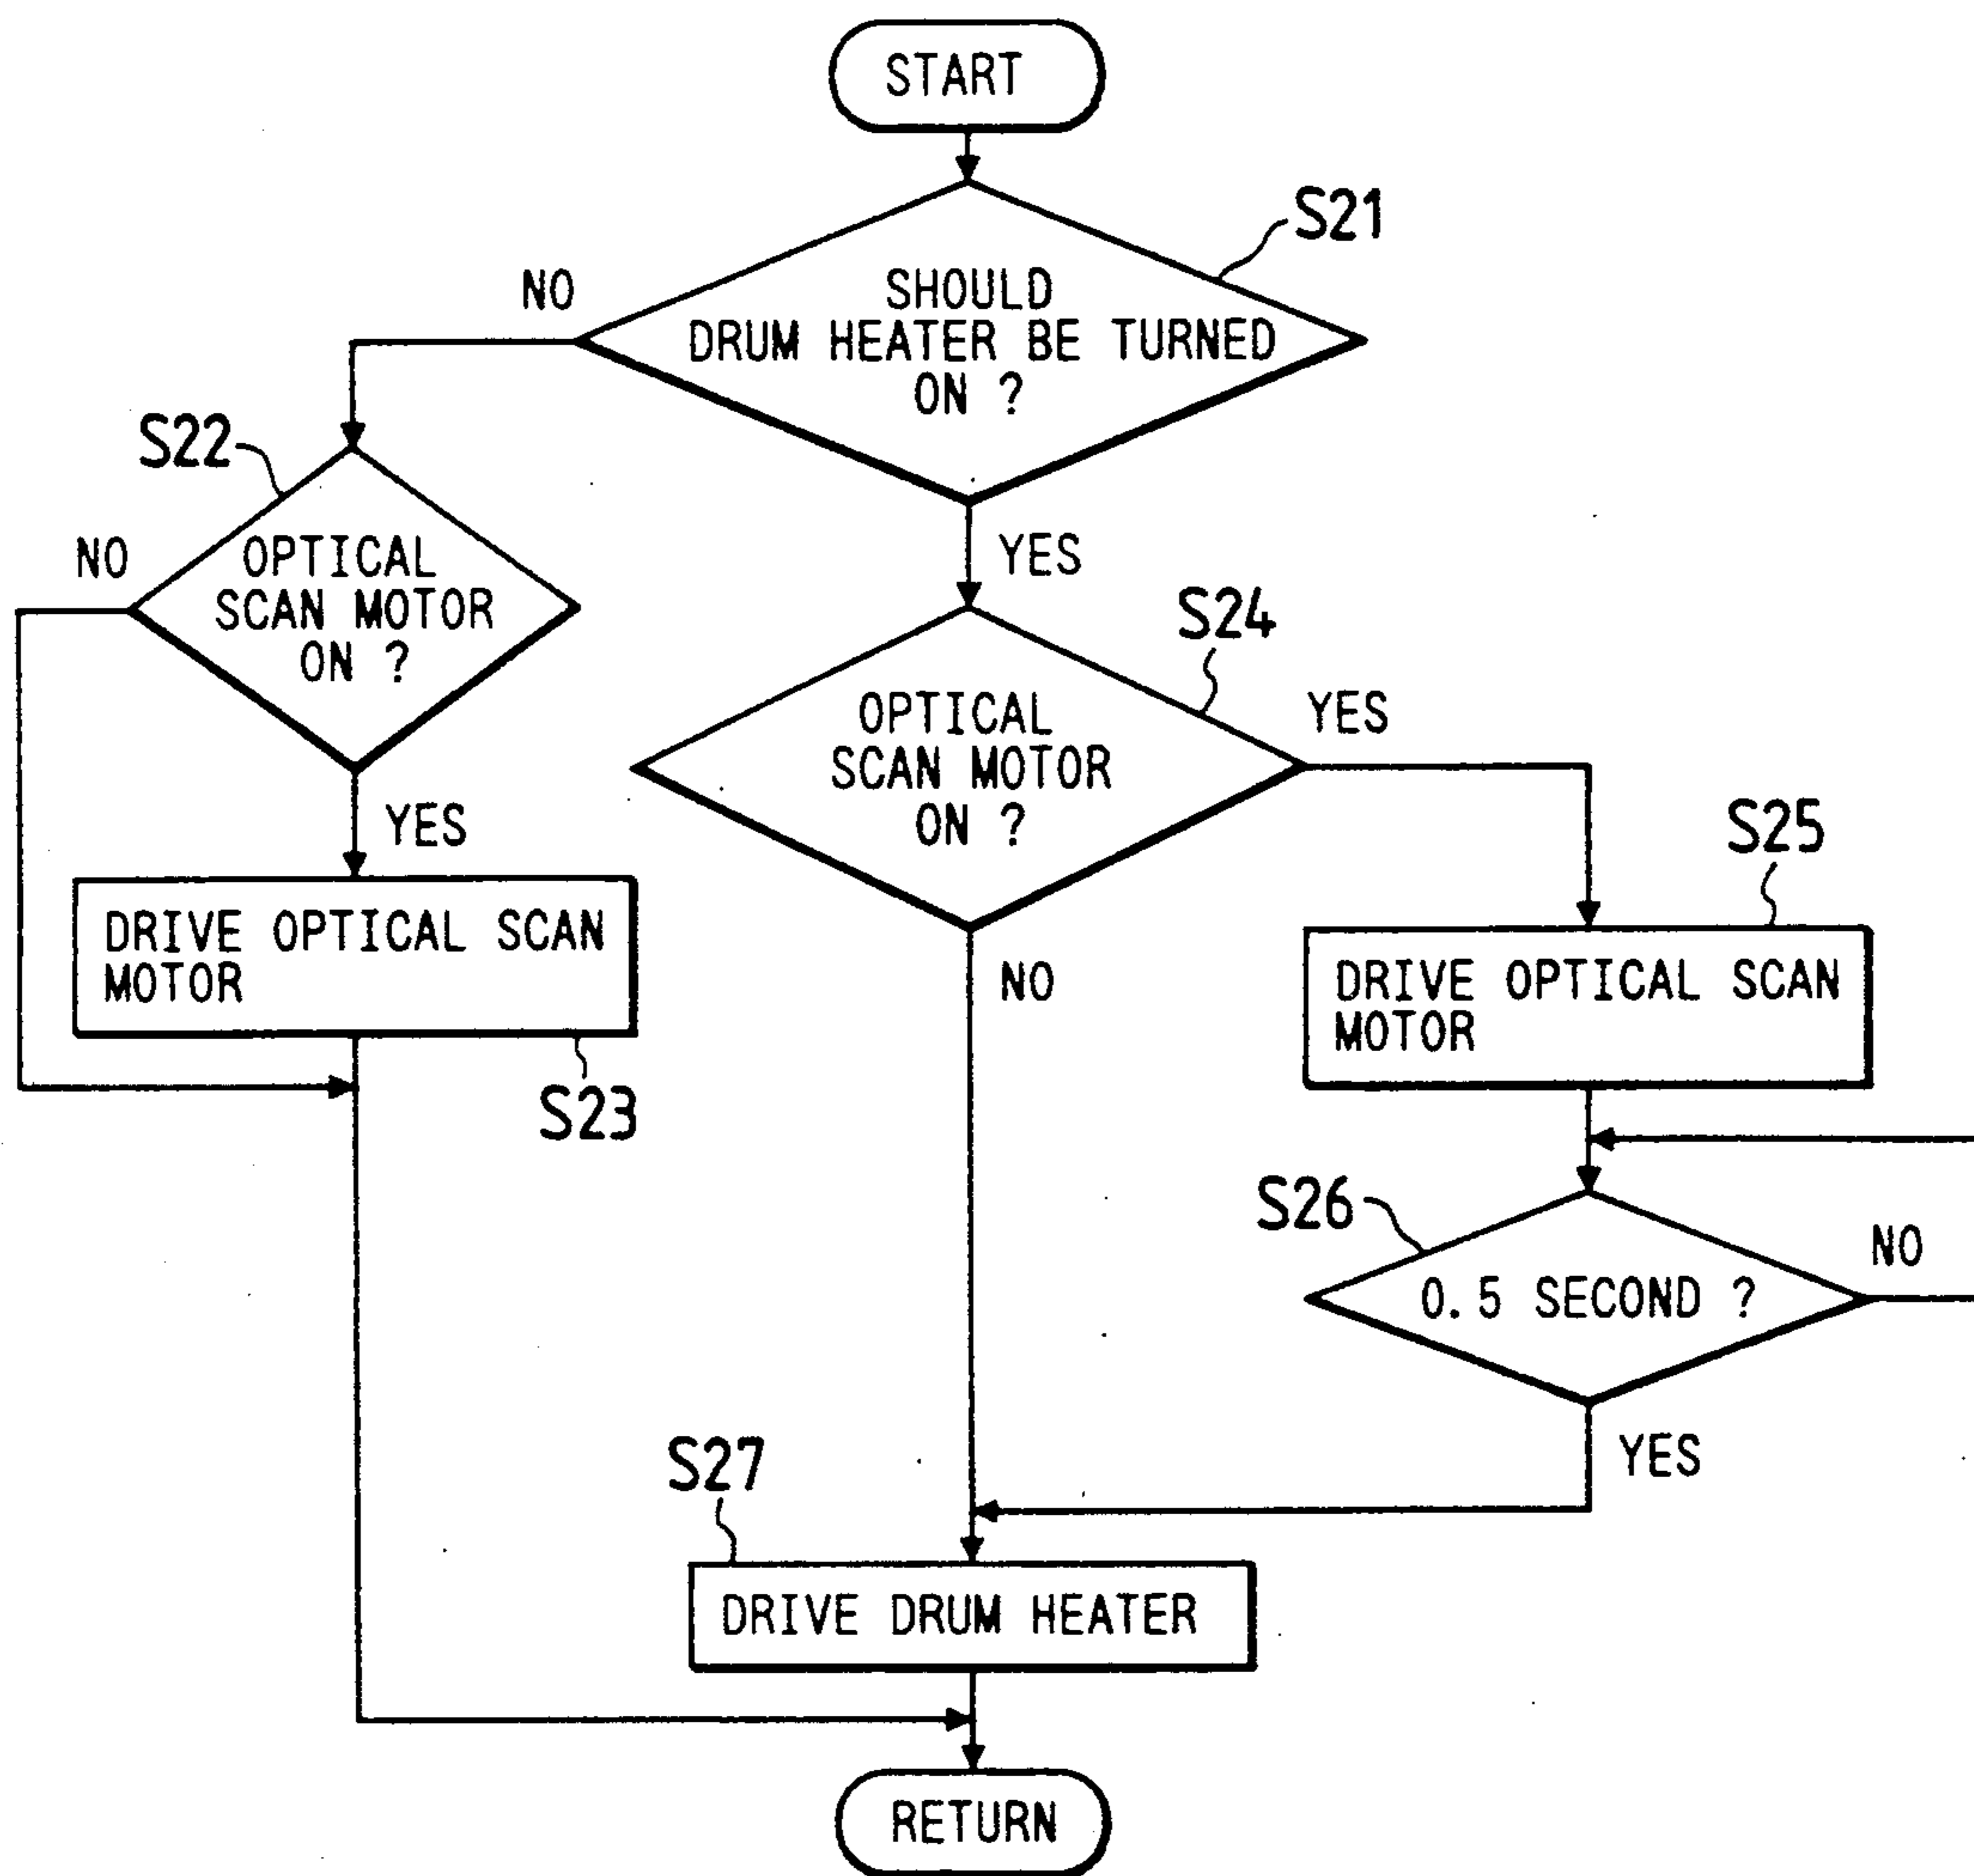 START
S21
NO
SHOULD
DRUM HEATER BE TURNED
ON ?
S22
YES
NO
OPTICAL
SCAN MOTOR
ON ?
S24
OPTICAL
SCAN MOTOR
ON ?
YES
YES
S25
DRIVE OPTICAL SCAN
MOTOR
S23
NO
DRIVE OPTICAL SCAN
MOTOR
S26
NO
0.5 SECOND ?
YES
S27
DRIVE DRUM HEATER
RETURN